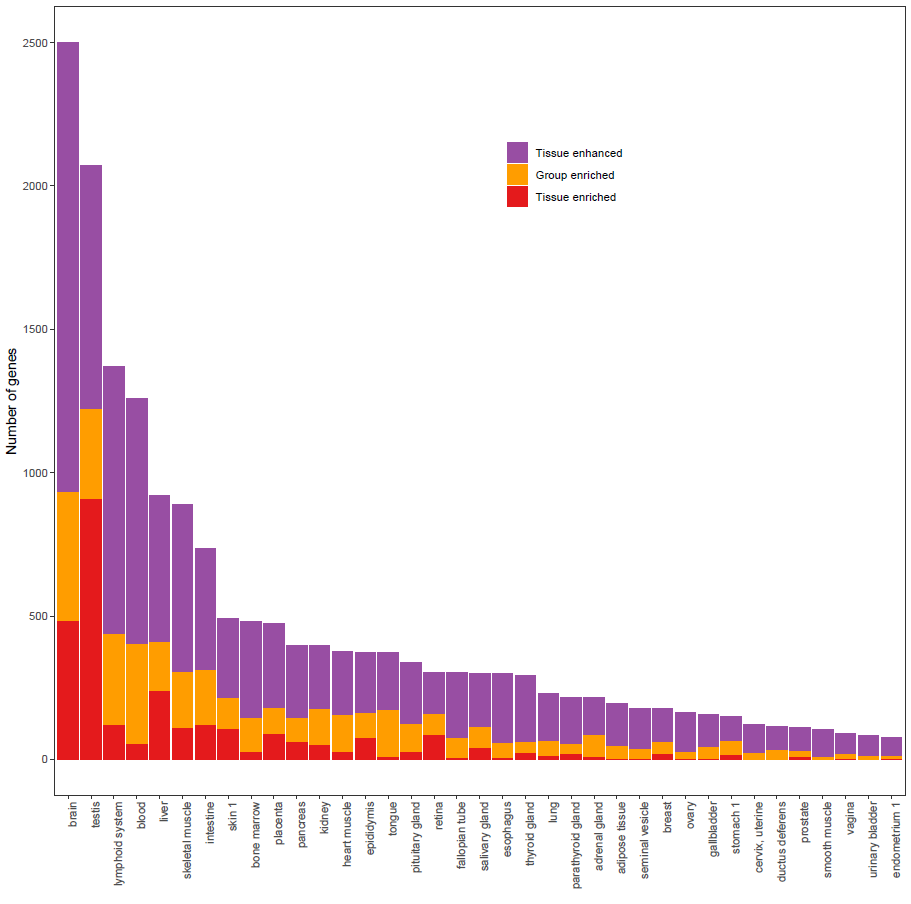 2500
2000
1500
1000
500
0
Number of genes
Tissue enhanced
Group enriched
Tissue enriched
brain
testis
lymphoid system
blood
liver
skeletal muscle
intestine
skin 1
bone marrow
placenta
pancreas
kidney
heart muscle
epididymis
tongue
pituitary gland
retina
fallopian tube
salivary gland
esophagus
thyroid gland
lung
parathyroid gland
adrenal gland
adipose tissue
seminal vesicle
breast
ovary
gallbladder
stomach 1
cervix, uterine
ductus deferens
prostate
smooth muscle
vagina
urinary bladder
endometrium 1